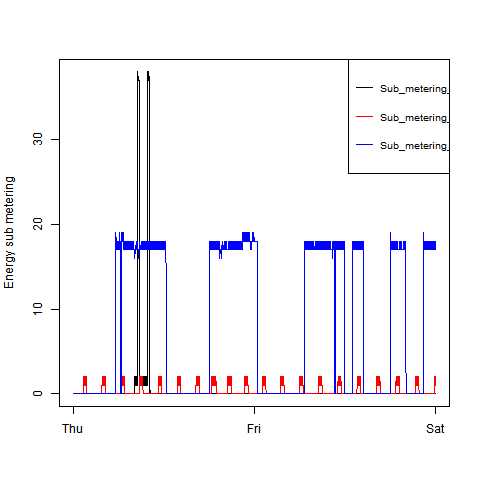 Energy sub metering
30
20
10
0
Thu
Fri
Sat
Sub_metering_
Sub_metering_
Sub_metering_